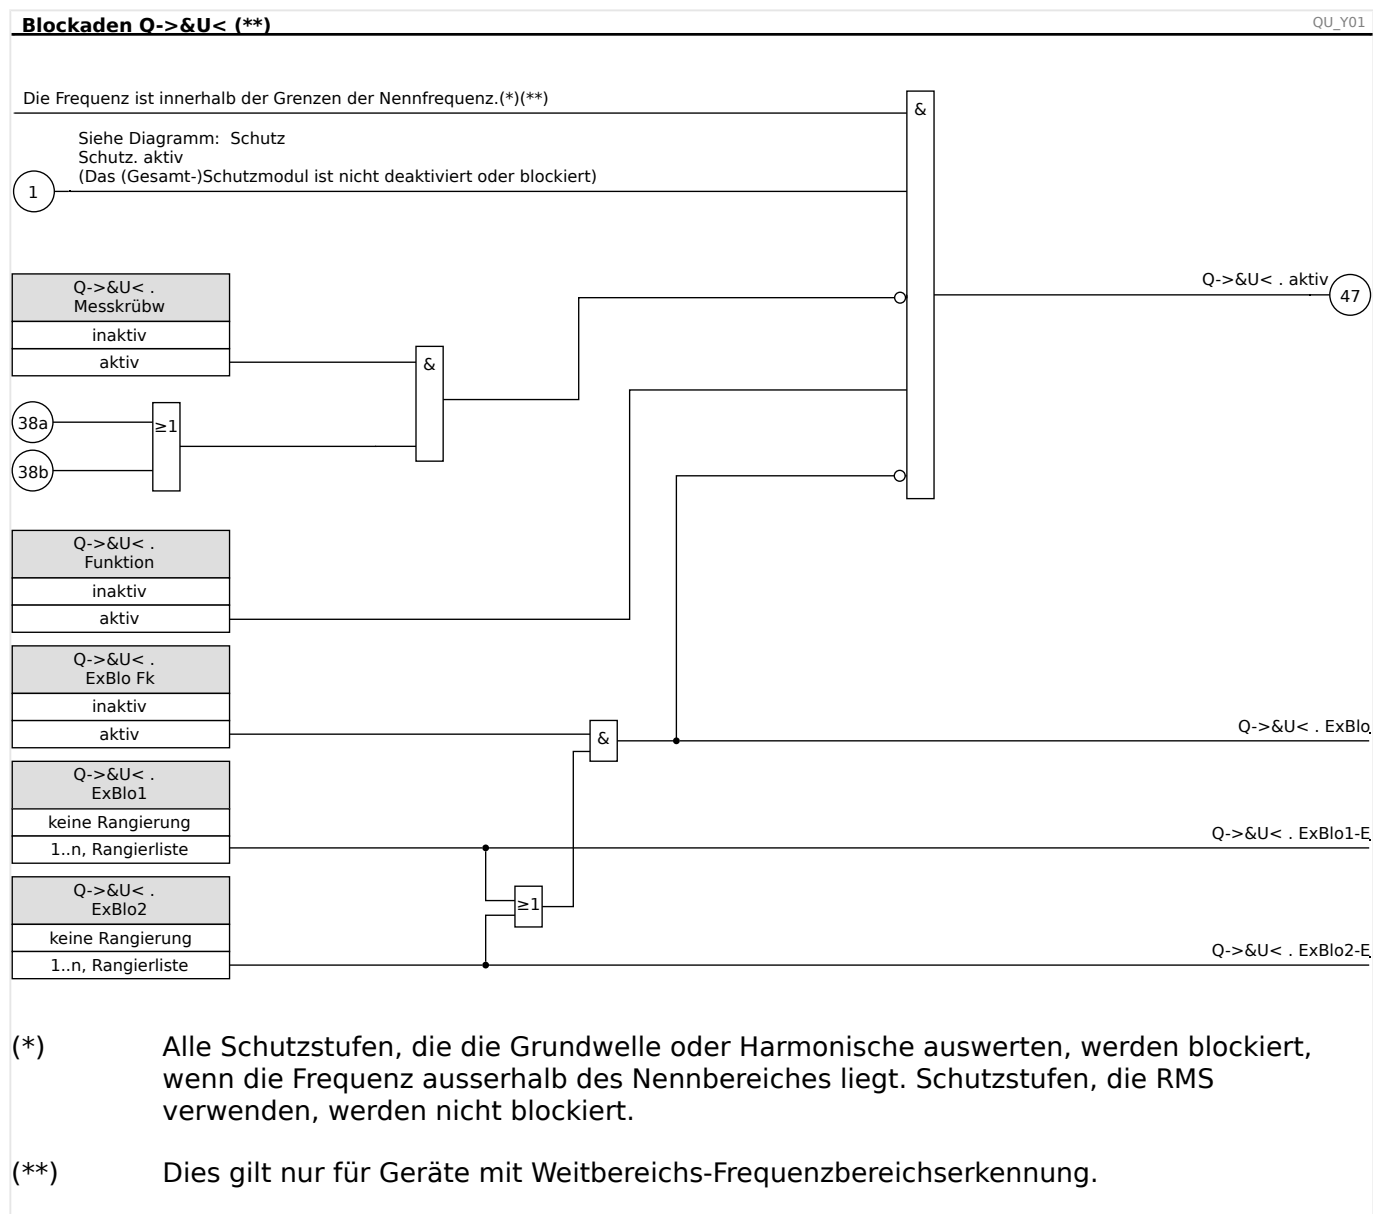 Blockaden Q->&U< (**)
QU_Y01
Die Frequenz ist innerhalb der Grenzen der Nennfrequenz.(*)(**)
&
Siehe Diagramm:  Schutz
Schutz. aktiv
(Das (Gesamt-)Schutzmodul ist nicht deaktiviert oder blockiert)
1
Q->&U< .
Messkrübw
inaktiv
aktiv
&
Q->&U< . aktiv
47
38a
≥1
38b
Q->&U< .
Funktion
inaktiv
aktiv
Q->&U< .
ExBlo Fk
inaktiv
aktiv
&
Q->&U< . ExBlo
Q->&U< .
ExBlo1
keine Rangierung
1..n, Rangierliste
Q->&U< . ExBlo1-E
Q->&U< .
ExBlo2
keine Rangierung
1..n, Rangierliste
≥1
Q->&U< . ExBlo2-E
(*) Alle Schutzstufen, die die Grundwelle oder Harmonische auswerten, werden blockiert,
wenn die Frequenz ausserhalb des Nennbereiches liegt. Schutzstufen, die RMS
verwenden, werden nicht blockiert.
(**) Dies gilt nur für Geräte mit Weitbereichs-Frequenzbereichserkennung.